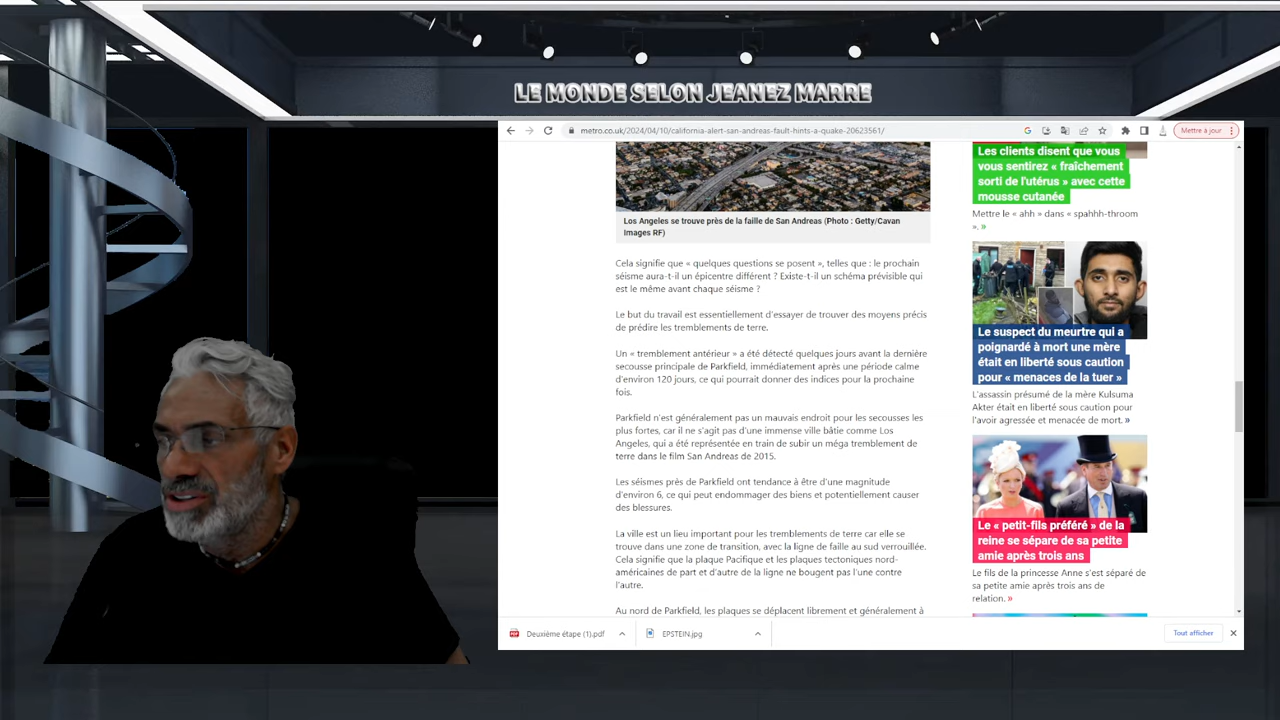 LE MONDE SELON JEANEZ MARRE
metro.co.uk/2024/04/10/california-alert-san-andreas-fault-hints-a-quake-20623561/
Mettre à jour
Los Angeles se trouve près de la faille de San Andreas (Photo : Getty/Cavan
Images RF)
Cela signifie que « quelques questions se posent », telles que : le prochain
séisme aura-t-il un épicentre différent ? Existe-t-il un schéma prévisible qui
est le même avant chaque séisme ?
Le but du travail est essentiellement d'essayer de trouver des moyens précis
de prédire les tremblements de terre.
Un « tremblement antérieur » a été détecté quelques jours avant la dernière
secousse principale de Parkfield, immédiatement après une période calme
d'environ 120 jours, ce qui pourrait donner des indices pour la prochaine
fois.
Parkfield n'est généralement pas un mauvais endroit pour les secousses les
plus fortes, car il ne s'agit pas d'une immense ville bâtie comme Los
Angeles, qui a été représentée en train de subir un méga tremblement de
terre dans le film San Andreas de 2015.
Les séismes près de Parkfield ont tendance à être d'une magnitude
d'environ 6, ce qui peut endommager des biens et potentiellement causer
des blessures.
La ville est un lieu important pour les tremblements de terre car elle se
trouve dans une zone de transition, avec la ligne de faille au sud verrouillée.
Cela signifie que la plaque Pacifique et les plaques tectoniques nord-
américaines de part et d'autre de la ligne ne bougent pas l'une contre
l'autre.
Au nord de Parkfield, les plaques se déplacent librement et généralement à
Les clients disent que vous
vous sentirez « fraîchement
sorti de l'utérus » avec cette
mousse cutanée
Mettre le « ahh » dans « spahhh-throom
». »
Le suspect du meurtre qui a
poignardé à mort une mère
était en liberté sous caution
pour « menaces de la tuer »
L'assassin présumé de la mère Kulsuma
Akter était en liberté sous caution pour
l'avoir agressée et menacée de mort. »
Le « petit-fils préféré » de la
reine se sépare de sa petite
amie après trois ans
Le fils de la princesse Anne s'est séparé de
sa petite amie après trois ans de
relation. »
Deuxième étape (1).pdf
EPSTEIN.jpg
Tout afficher